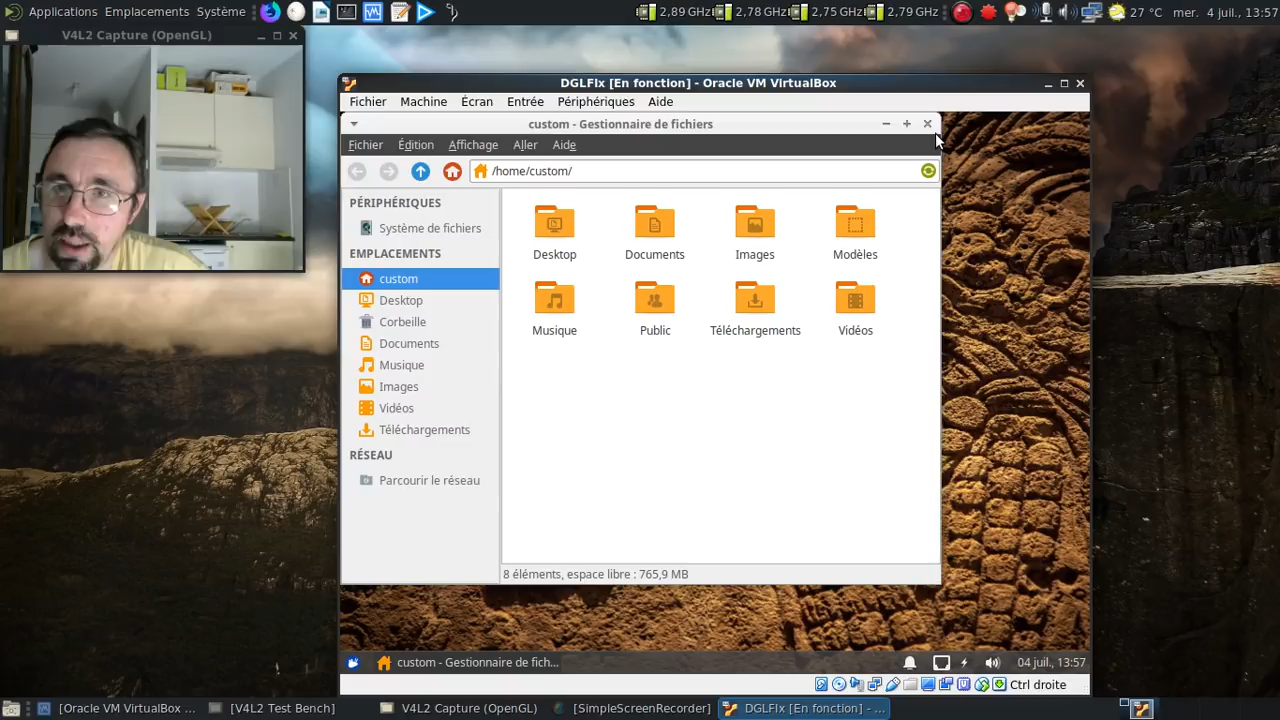 Applications Emplacements Système 2,89 GHz 2,78 GHz 2,75 GHz 2,79 GHz 27 °C mer. 4 juil., 13:57
V4L2 Capture (OpenGL)
DGLFIx [En fonction] - Oracle VM VirtualBox
Fichier Machine Écran Entrée Périphériques Aide
custom - Gestionnaire de fichiers
Fichier Édition Affichage Aller Aide
/home/custom/
PÉRIPHÉRIQUES
Système de fichiers
EMPLACEMENTS
custom
Desktop
Corbeille
Documents
Musique
Images
Vidéos
Téléchargements
RÉSEAU
Parcourir le réseau
Desktop Documents Images Modèles
Musique Public Téléchargements Vidéos
8 éléments, espace libre : 765,9 MB
custom - Gestionnaire de fich... 04 juil., 13:57
Ctrl droite
[Oracle VM VirtualBox ... [V4L2 Test Bench] V4L2 Capture (OpenGL) [SimpleScreenRecorder] DGLFIx [En fonction] - ...